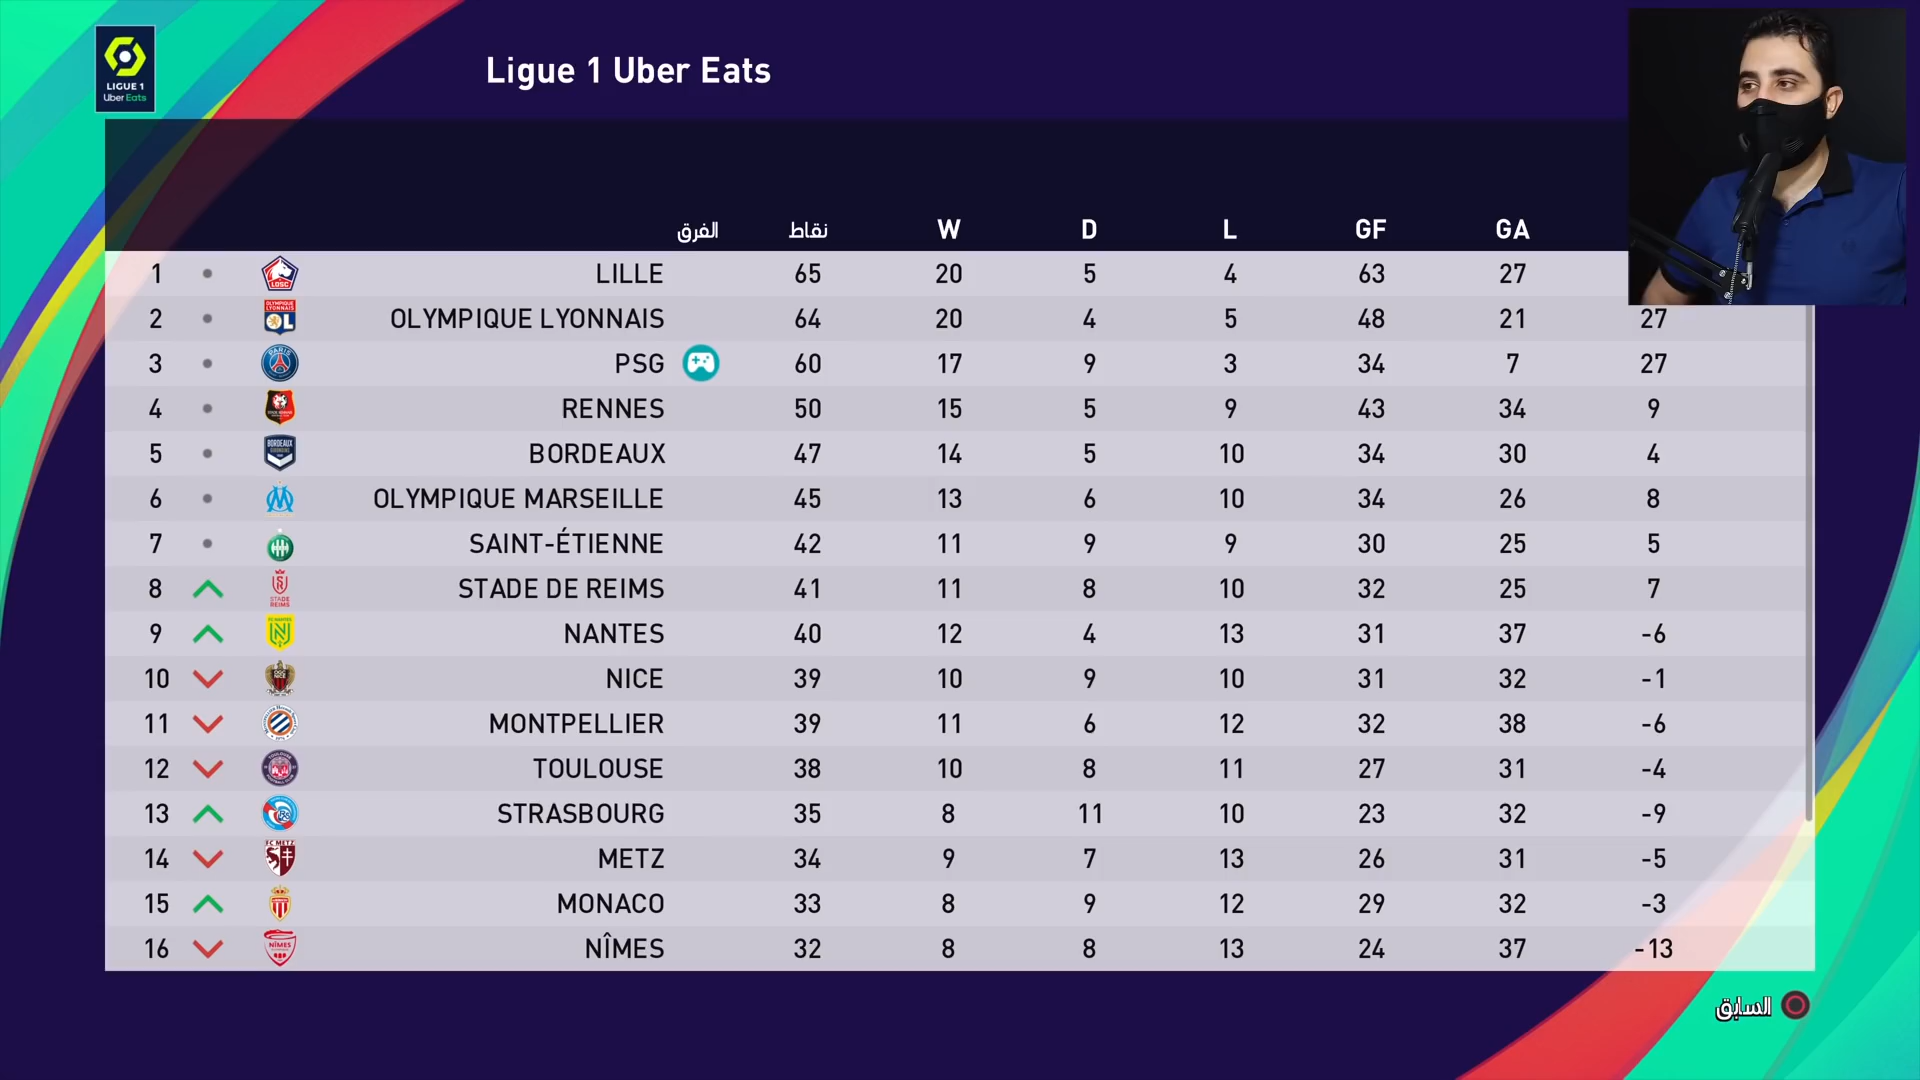 Ligue 1 Uber Eats
LIGUE 1
Uber Eats
الفرق نقاط W D L GF GA
1 LILLE 65 20 5 4 63 27
2 OLYMPIQUE LYONNAIS 64 20 4 5 48 21 27
3 PSG 60 17 9 3 34 7 27
4 RENNES 50 15 5 9 43 34 9
5 BORDEAUX 47 14 5 10 34 30 4
6 OLYMPIQUE MARSEILLE 45 13 6 10 34 26 8
7 SAINT-ÉTIENNE 42 11 9 9 30 25 5
8 STADE DE REIMS 41 11 8 10 32 25 7
9 NANTES 40 12 4 13 31 37 -6
10 NICE 39 10 9 10 31 32 -1
11 MONTPELLIER 39 11 6 12 32 38 -6
12 TOULOUSE 38 10 8 11 27 31 -4
13 STRASBOURG 35 8 11 10 23 32 -9
14 METZ 34 9 7 13 26 31 -5
15 MONACO 33 8 9 12 29 32 -3
16 NÎMES 32 8 8 13 24 37 -13
السابق